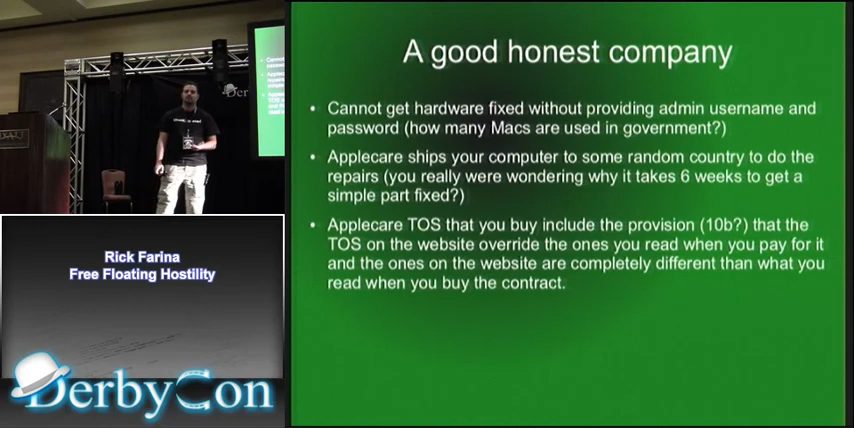 A good honest company
• Cannot get hardware fixed without providing admin username and
password (how many Macs are used in government?)
• Applecare ships your computer to some random country to do the
repairs (you really were wondering why it takes 6 weeks to get a
simple part fixed?)
• Applecare TOS that you buy include the provision (10b?) that the
TOS on the website override the ones you read when you pay for it
and the ones on the website are completely different than what you
read when you buy the contract.
Rick Farina
Free Floating Hostility
DerbyCon